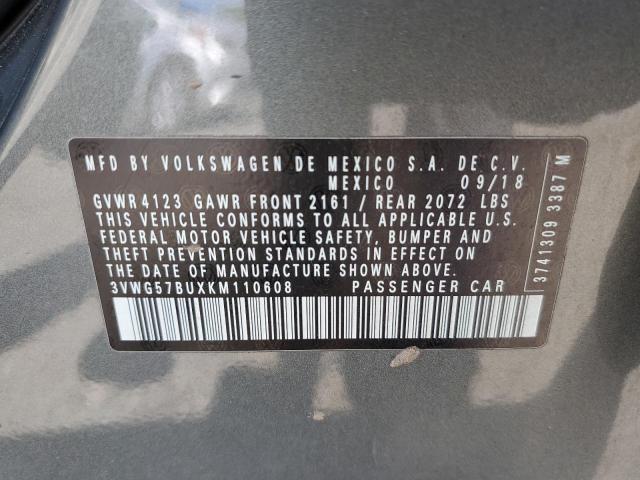 MFD BY VOLKSWAGEN DE MEXICO S.A. DE C.V.
MEXICO 09/18
GVWR 4123 GAWR FRONT 2161 / REAR 2072 LBS
THIS VEHICLE CONFORMS TO ALL APPLICABLE U.S.
FEDERAL MOTOR VEHICLE SAFETY, BUMPER AND
THEFT PREVENTION STANDARDS IN EFFECT ON
THE DATE OF MANUFACTURE SHOWN ABOVE.
3VWG57BUXKM110608 PASSENGER CAR
3741309 3387 M